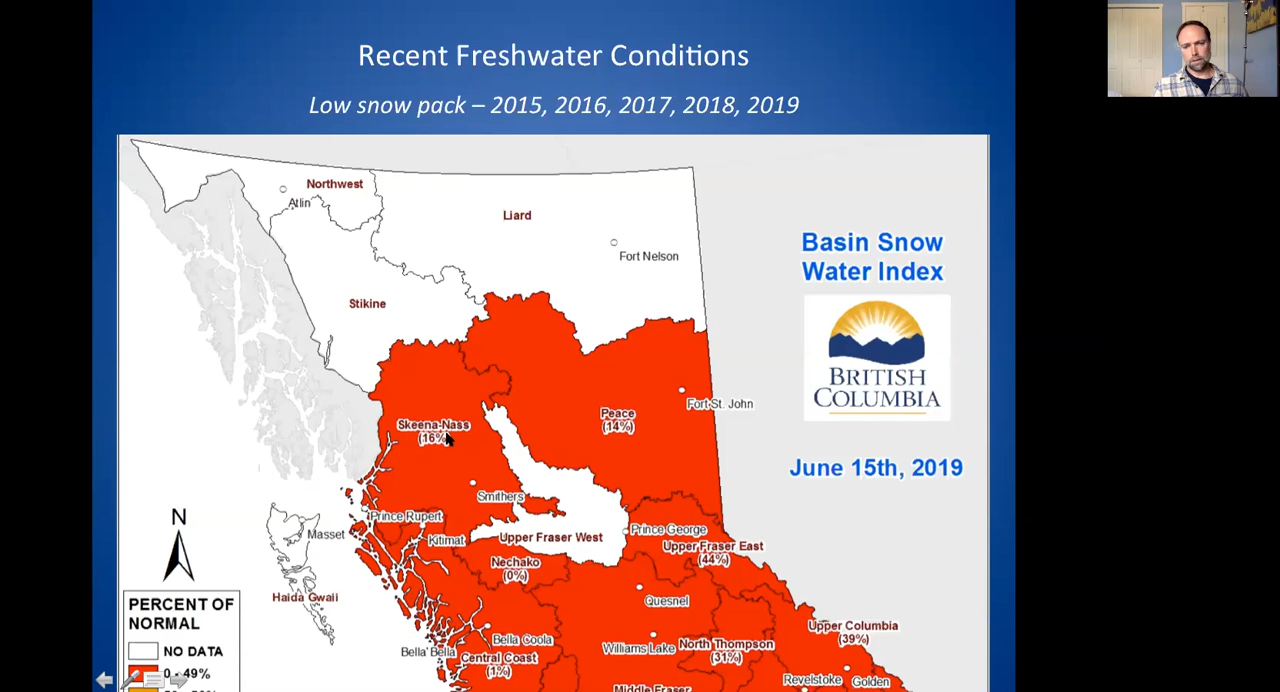 Recent Freshwater Conditions
Low snow pack – 2015, 2016, 2017, 2018, 2019
Northwest
Atlin
Liard
Fort Nelson
Stikine
Basin Snow
Water Index
BRITISH
COLUMBIA
Fort St. John
Peace
(14%)
Skeena-Nass
(16%)
June 15th, 2019
Smithers
N
Prince Rupert
Masset
Kitimat
Upper Fraser West
Prince George
Upper Fraser East
(44%)
Nechako
(0%)
Haida Gwaii
PERCENT OF
NORMAL
Quesnel
NO DATA
Upper Columbia
(39%)
Bella Coola
Williams Lake
North Thompson
(31%)
Bella Bella
Central Coast
(1%)
0 - 49%
Revelstoke
Golden
Middle Fraser